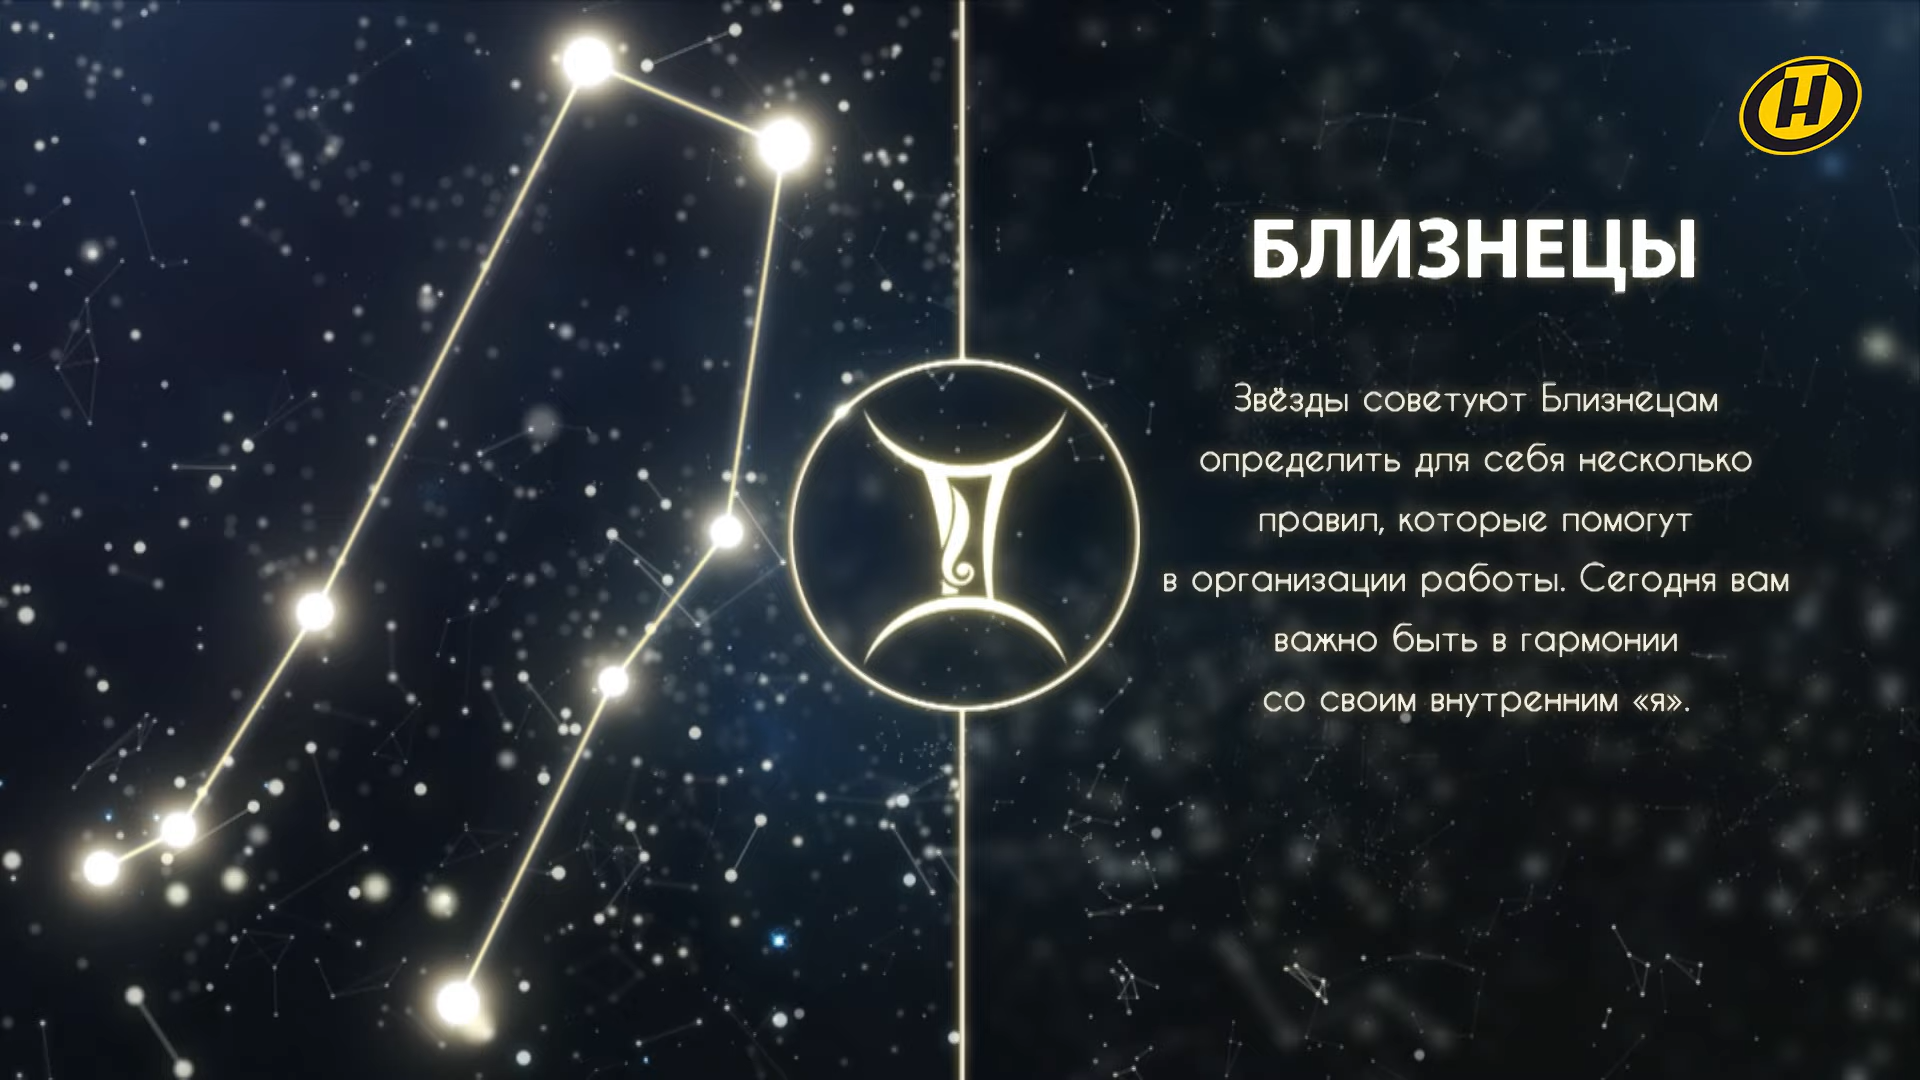 ОНТ
БЛИЗНЕЦЫ
Звёзды советуют Близнецам
определить для себя несколько
правил, которые помогут
в организации работы. Сегодня вам
важно быть в гармонии
со своим внутренним «я».